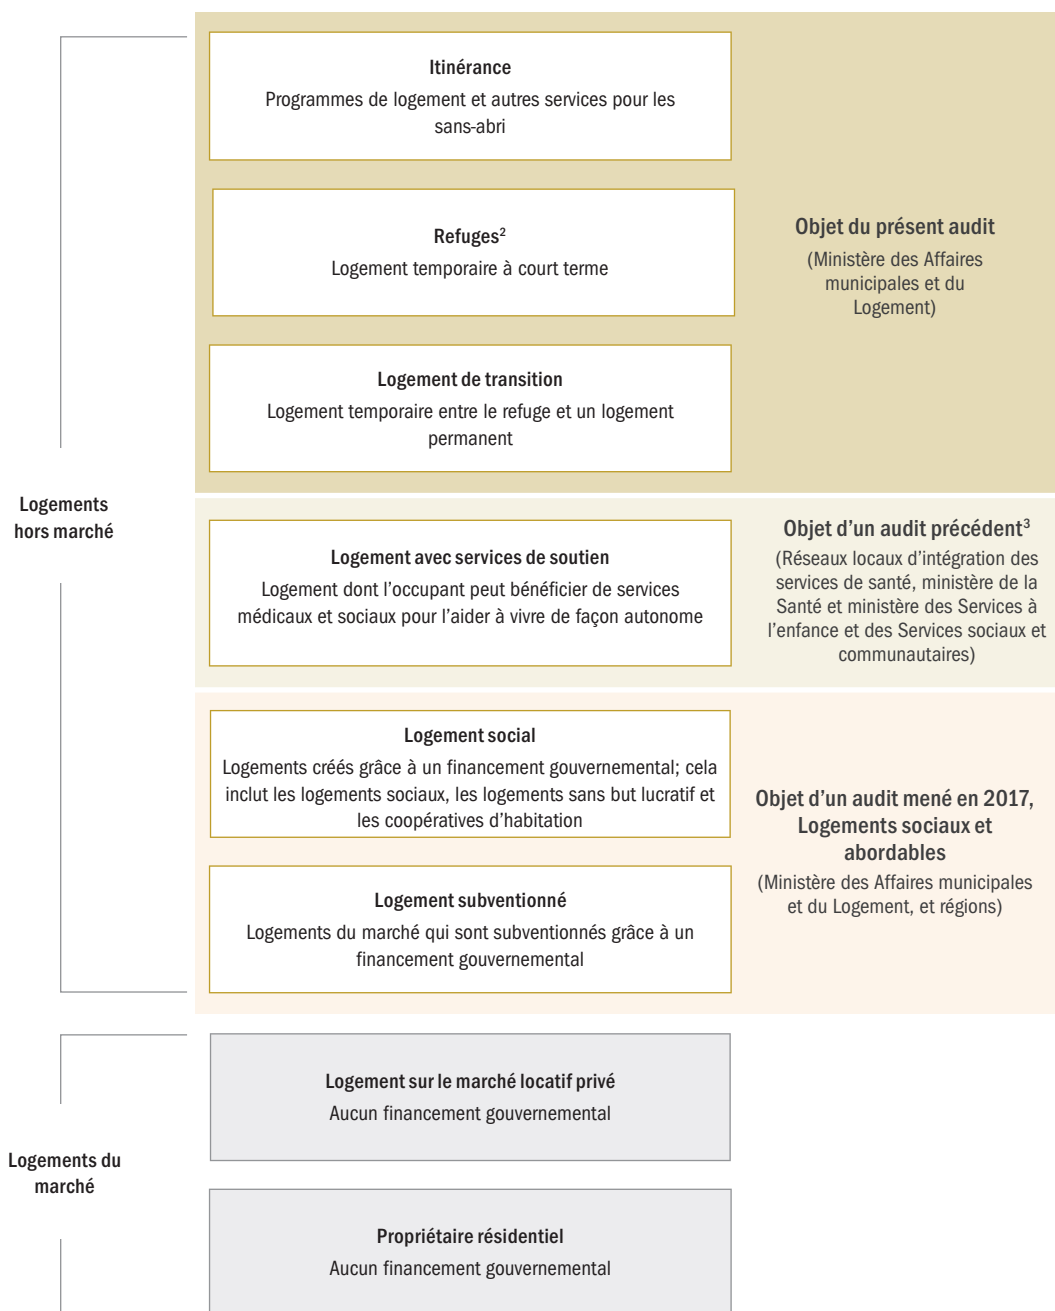 Itinérance
Programmes de logement et autres services pour les
sans-abri
Refuges²
Logement temporaire à court terme
Logement de transition
Logement temporaire entre le refuge et un logement
permanent
Objet du présent audit
(Ministère des Affaires
municipales et du
Logement)
Logements
hors marché
Logement avec services de soutien
Logement dont l’occupant peut bénéficier de services
médicaux et sociaux pour l’aider à vivre de façon autonome
Objet d’un audit précédent³
(Réseaux locaux d’intégration des
services de santé, ministère de la
Santé et ministère des Services à
l’enfance et des Services sociaux et
communautaires)
Logement social
Logements créés grâce à un financement gouvernemental; cela
inclut les logements sociaux, les logements sans but lucratif et
les coopératives d’habitation
Logement subventionné
Logements du marché qui sont subventionnés grâce à un
financement gouvernemental
Objet d’un audit mené en 2017,
Logements sociaux et
abordables
(Ministère des Affaires municipales
et du Logement, et régions)
Logements du
marché
Logement sur le marché locatif privé
Aucun financement gouvernemental
Propriétaire résidentiel
Aucun financement gouvernemental